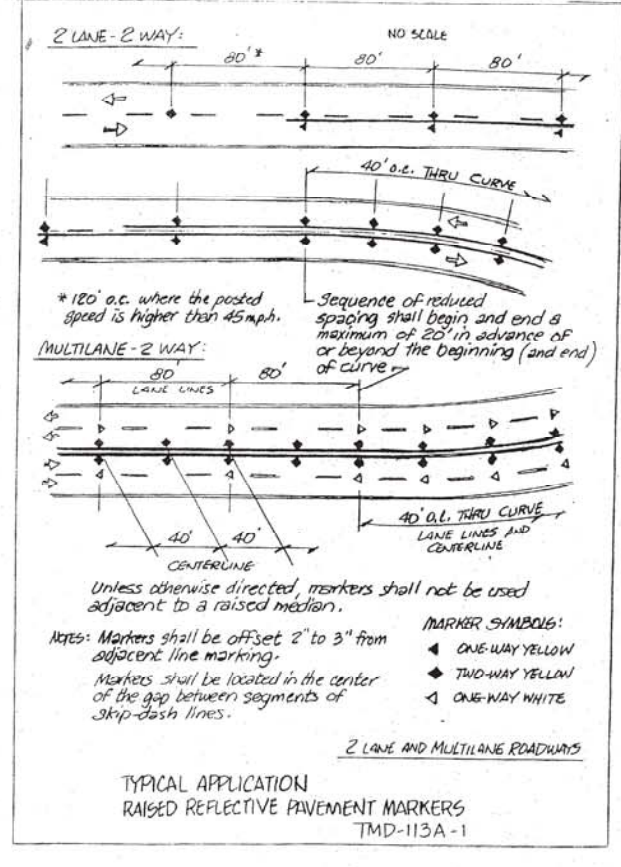 2 LANE-2 WAY:
NO SCALE
80'*
80'
80'
40' o.c. THRU CURVE
* 120' o.c. where the posted
speed is higher than 45 m.p.h.
Sequence of reduced
spacing shall begin and end a
maximum of 20' in advance of
or beyond the beginning (and end)
of curve.
MULTILANE-2 WAY:
80'
80'
LANE LINES
40' O.C. THRU CURVE
LANE LINES AND
CENTERLINE
40'
40'
CENTERLINE
Unless otherwise directed, markers shall not be used
adjacent to a raised median.
NOTES: Markers shall be offset 2" to 3" from
adjacent line marking.
Markers shall be located in the center
of the gap between segments of
skip-dash lines.
MARKER SYMBOLS:
ONE-WAY YELLOW
TWO-WAY YELLOW
ONE-WAY WHITE
2 LANE AND MULTILANE ROADWAYS
TYPICAL APPLICATION
RAISED REFLECTIVE PAVEMENT MARKERS
TMD-113A-1